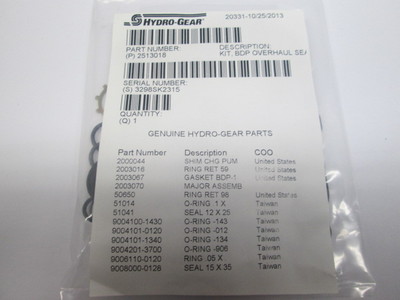 HYDRO-GEAR
20331-10/25/2013
PART NUMBER: DESCRIPTION:
(P) 2513018 KIT, BDP OVERHAUL SEA
SERIAL NUMBER:
(S) 3298SK2315
QUANTITY:
(Q) 1
GENUINE HYDRO-GEAR PARTS
Part Number Description COO
2000044 SHIM CHG PUM United States
2003016 RING RET 59 United States
2003067 GASKET BDP-1 United States
2003070 MAJOR ASSEMB
50650 RING RET 98 United States
51014 O-RING .1 X Taiwan
51041 SEAL 12 X 25 Taiwan
9004100-1430 O-RING -143 Taiwan
9004101-0120 O-RING -012 Taiwan
9004101-1340 O-RING -134 Taiwan
9004201-3700 O-RING -906 Taiwan
9006110-0120 RING .05 X Taiwan
9008000-0128 SEAL 15 X 35 Taiwan